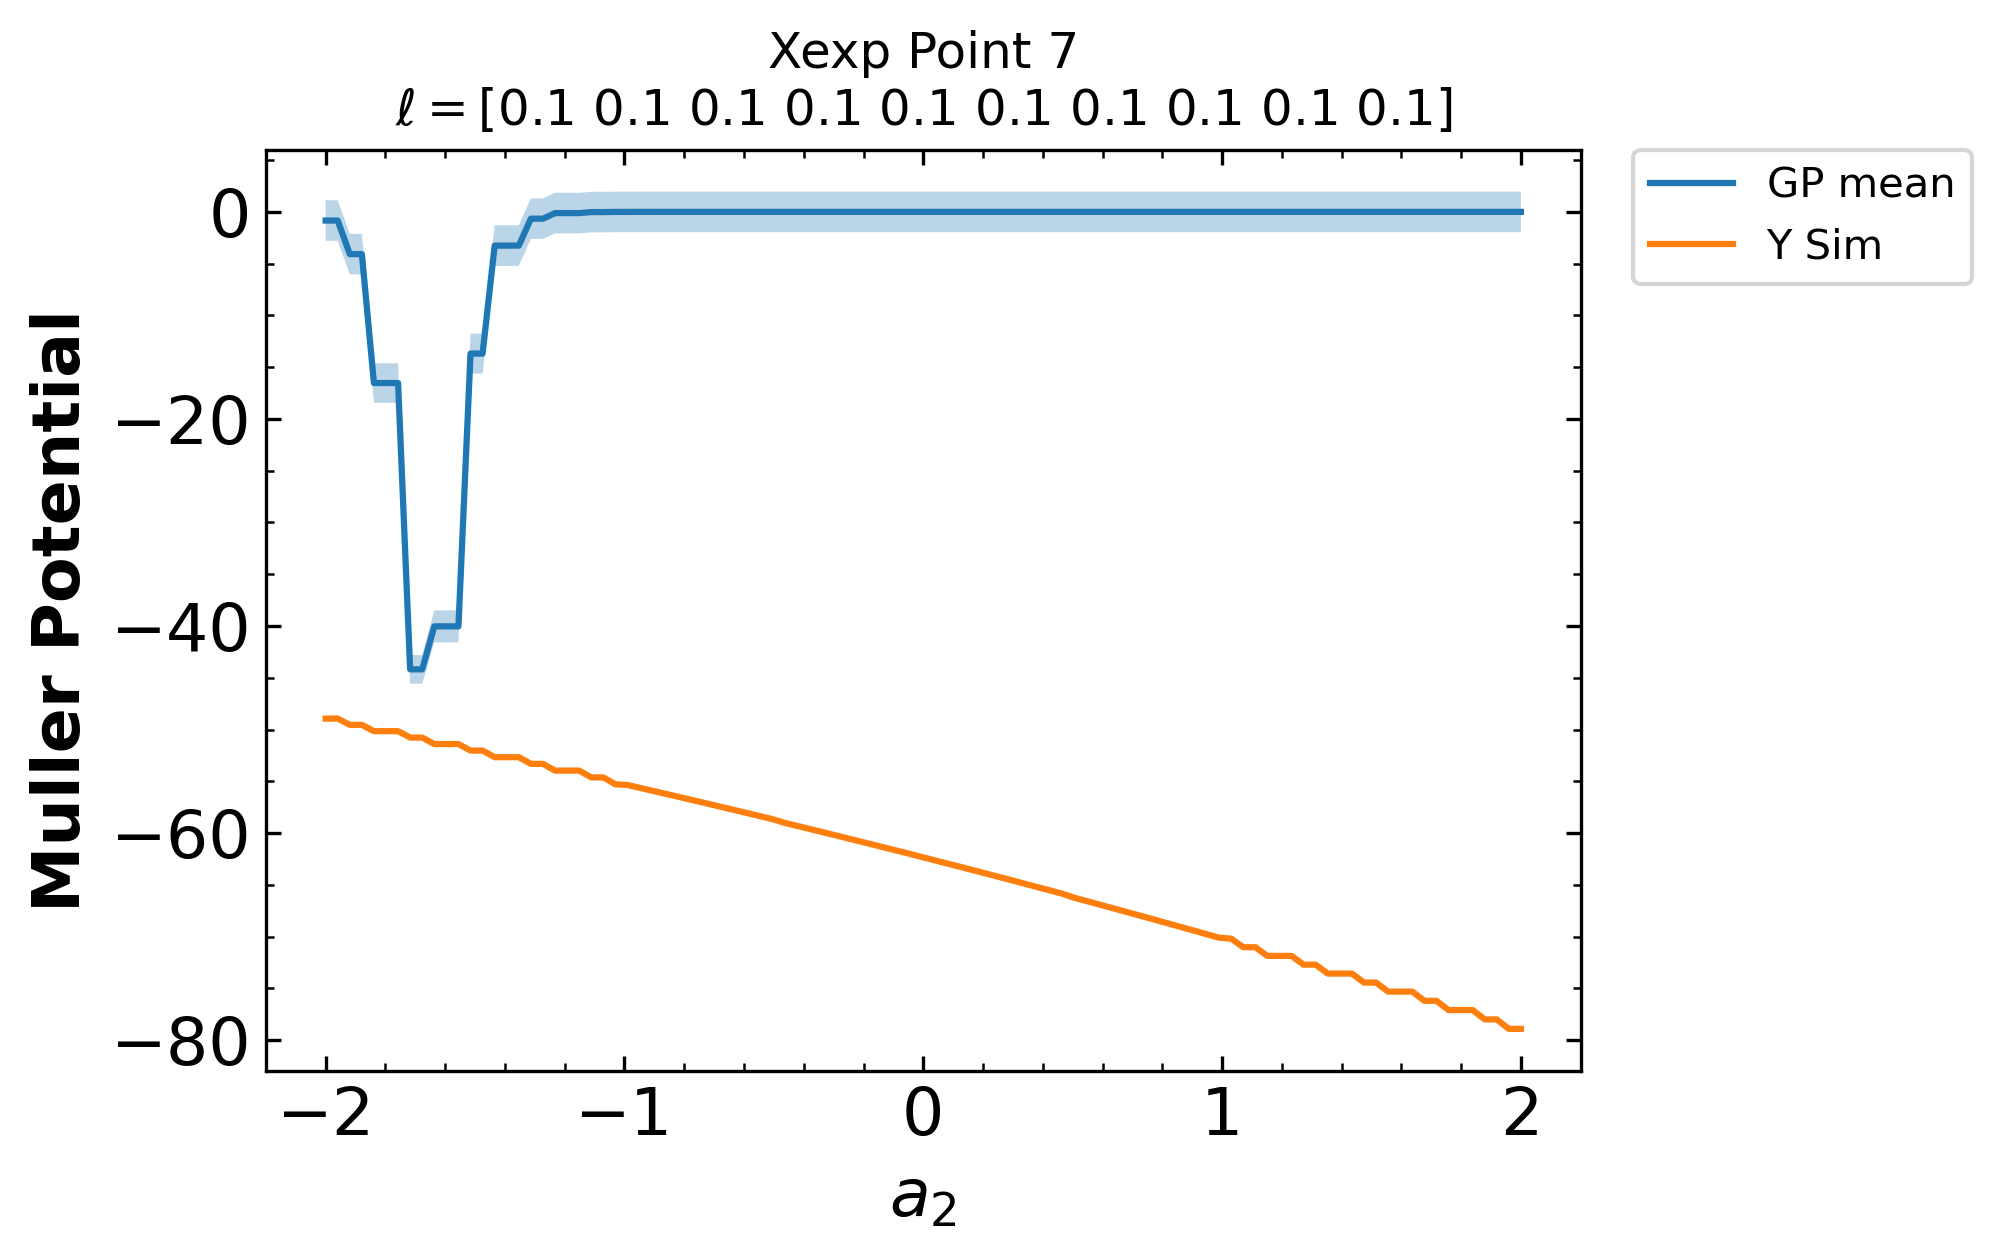 Xexp Point 7
ℓ = [0.1 0.1 0.1 0.1 0.1 0.1 0.1 0.1 0.1 0.1]
GP mean
Y Sim
Muller Potential
0
−20
−40
−60
−80
−2
−1
0
1
2
a₂